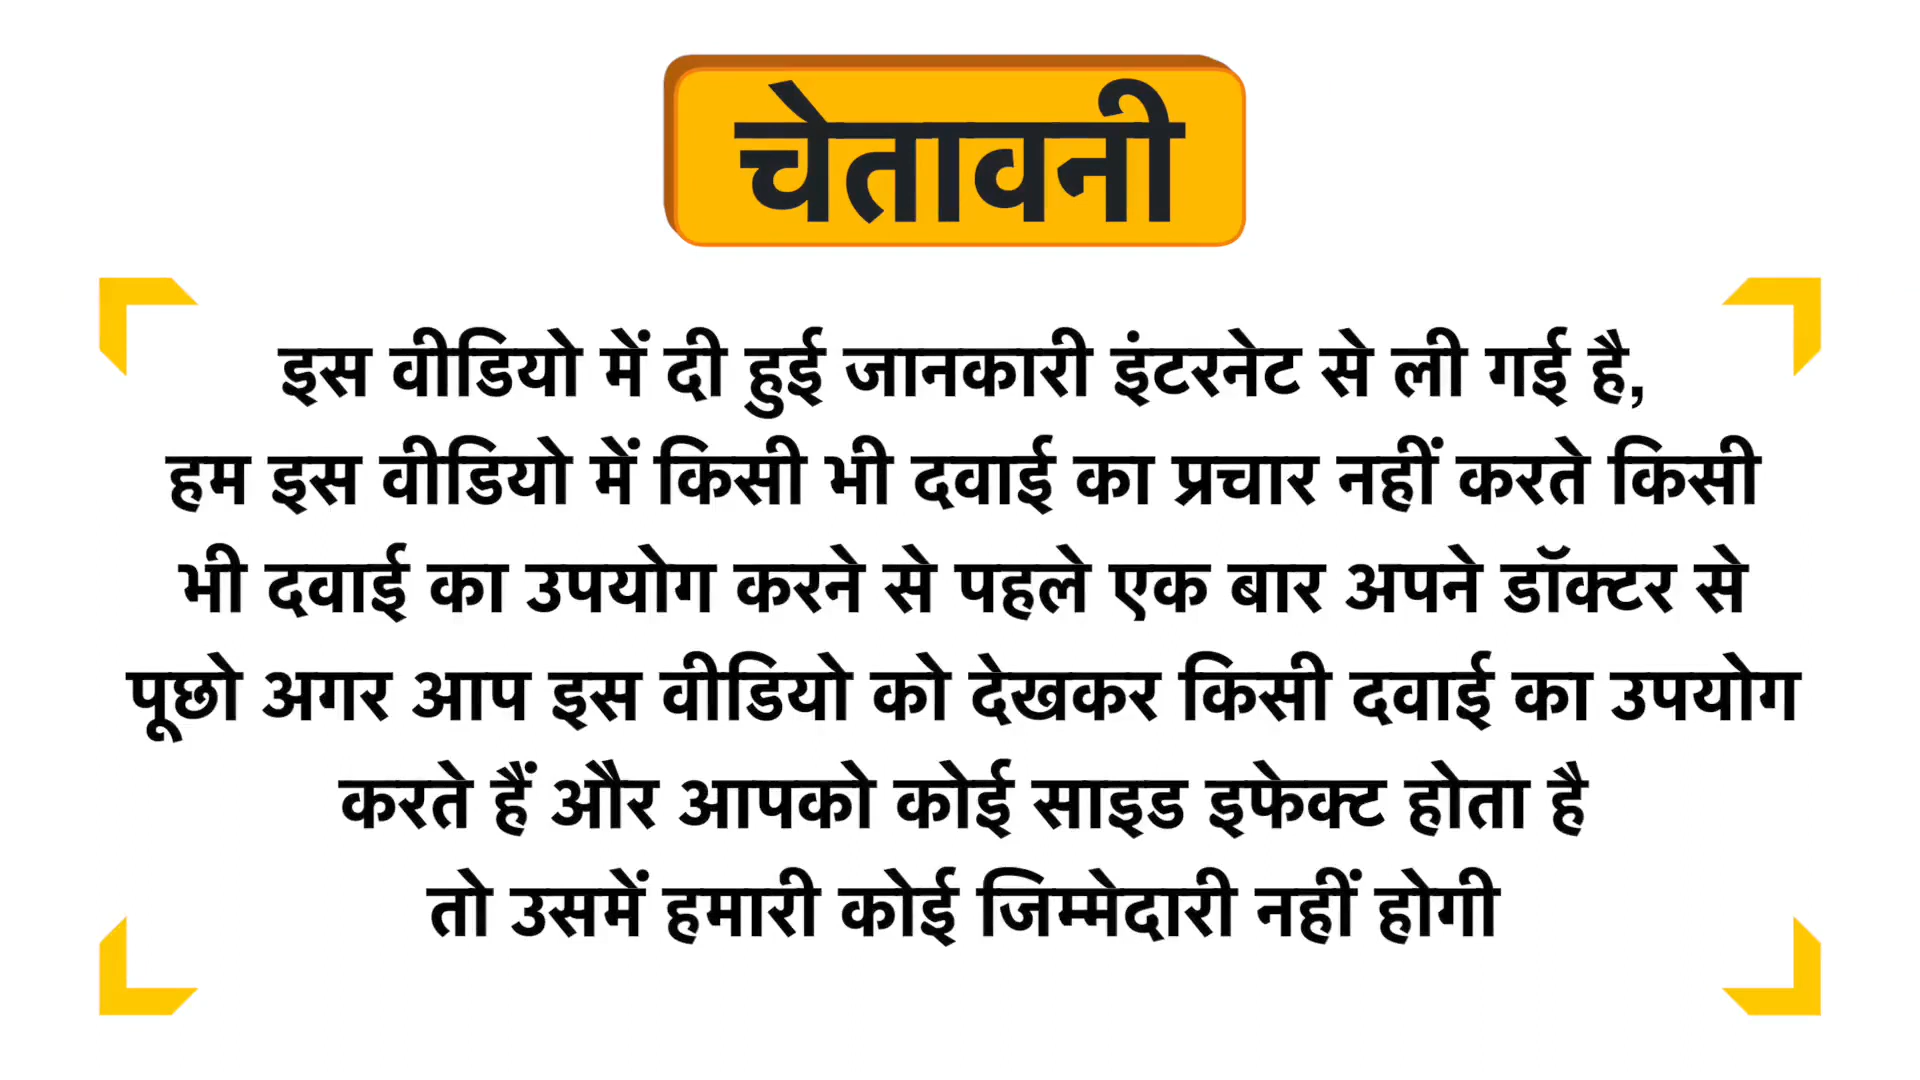 चेतावनी
इस वीडियो में दी हुई जानकारी इंटरनेट से ली गई है,
हम इस वीडियो में किसी भी दवाई का प्रचार नहीं करते किसी
भी दवाई का उपयोग करने से पहले एक बार अपने डॉक्टर से
पूछो अगर आप इस वीडियो को देखकर किसी दवाई का उपयोग
करते हैं और आपको कोई साइड इफेक्ट होता है
तो उसमें हमारी कोई जिम्मेदारी नहीं होगी